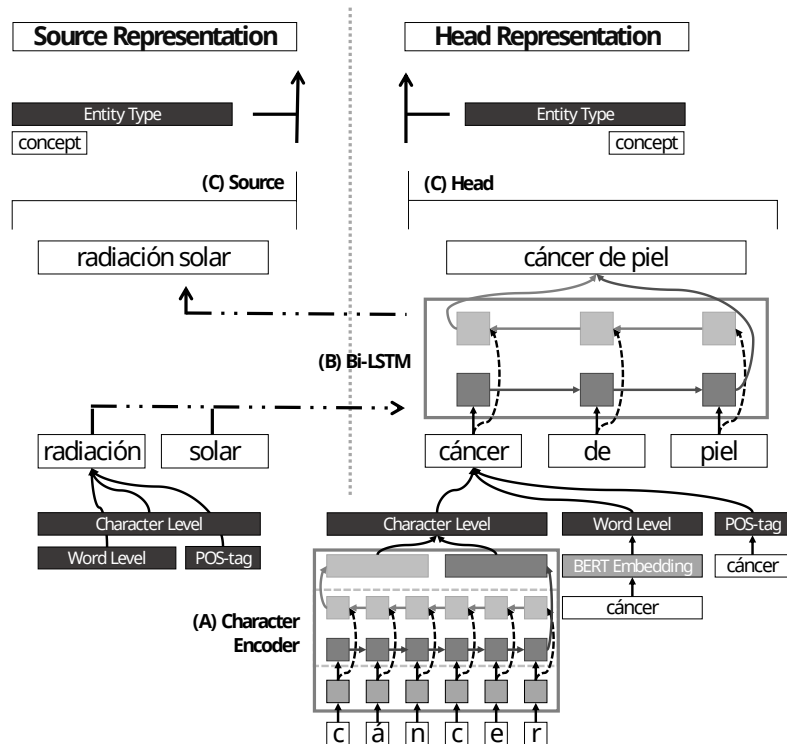 Source Representation
Head Representation
Entity Type
Entity Type
concept
concept
(C) Source
(C) Head
radiación solar
cáncer de piel
(B) Bi-LSTM
radiación
solar
cáncer
de
piel
Character Level
Word Level
POS-tag
Character Level
Word Level
POS-tag
BERT Embedding
cáncer
cáncer
(A) Character
Encoder
c
á
n
c
e
r